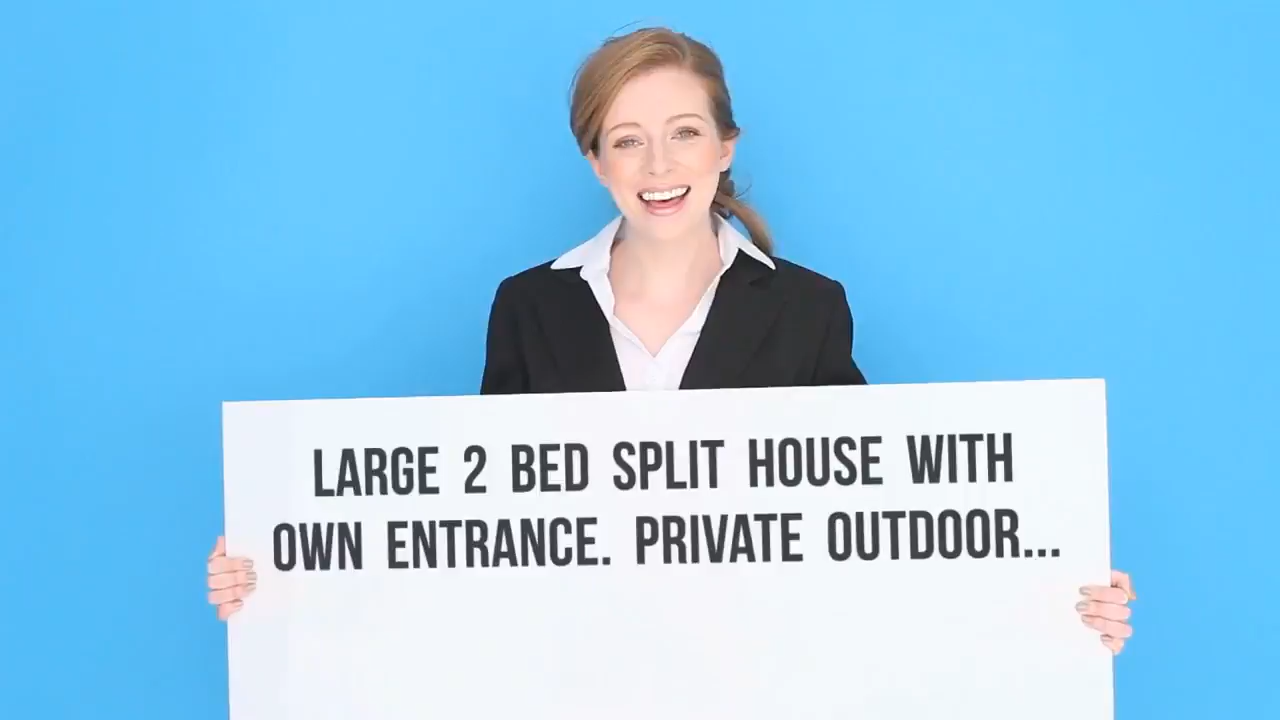 LARGE 2 BED SPLIT HOUSE WITH
OWN ENTRANCE. PRIVATE OUTDOOR...